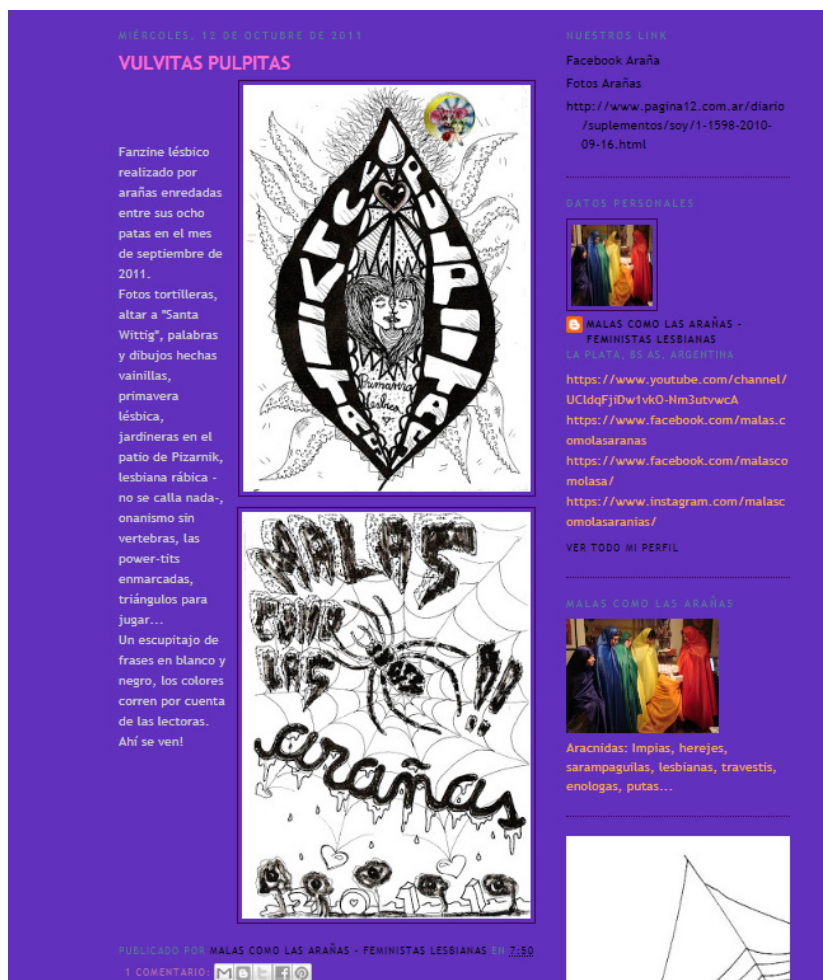 MIÉRCOLES, 12 DE OCTUBRE DE 2011
VULVITAS PULPITAS
Fanzine lésbico
realizado por
arañas enredadas
entre sus ocho
patas en el mes
de septiembre de
2011.
Fotos tortilleras,
altar a "Santa
Wittig", palabras
y dibujos hechas
vainillas,
primavera
lésbica,
jardineras en el
patio de Pizarnik,
lesbiana rábica -
no se calla nada-,
onanismo sin
vertebras, las
power-tits
enmarcadas,
triángulos para
jugar...
Un escupitajo de
frases en blanco y
negro, los colores
corren por cuenta
de las lectoras.
Ahí se ven!
VULVITAS
PULPITAS
Primavera
lésbica
MALAS
COMO
LAS
!!
arañas
PUBLICADO POR MALAS COMO LAS ARAÑAS - FEMINISTAS LESBIANAS EN 7:50
1 COMENTARIO:
NUESTROS LINK
Facebook Araña
Fotos Arañas
http://www.pagina12.com.ar/diario
/suplementos/soy/1-1598-2010-
09-16.html
DATOS PERSONALES
MALAS COMO LAS ARAÑAS -
FEMINISTAS LESBIANAS
LA PLATA, BS AS, ARGENTINA
https://www.youtube.com/channel/
UCldqFjiDw1vkO-Nm3utvwcA
https://www.facebook.com/malas.c
omolasaranas
https://www.facebook.com/malasco
molasa/
https://www.instagram.com/malasc
omolasaranias/
VER TODO MI PERFIL
MALAS COMO LAS ARAÑAS
Aracnidas: Impias, herejes,
sarampaguilas, lesbianas, travestis,
enologas, putas...